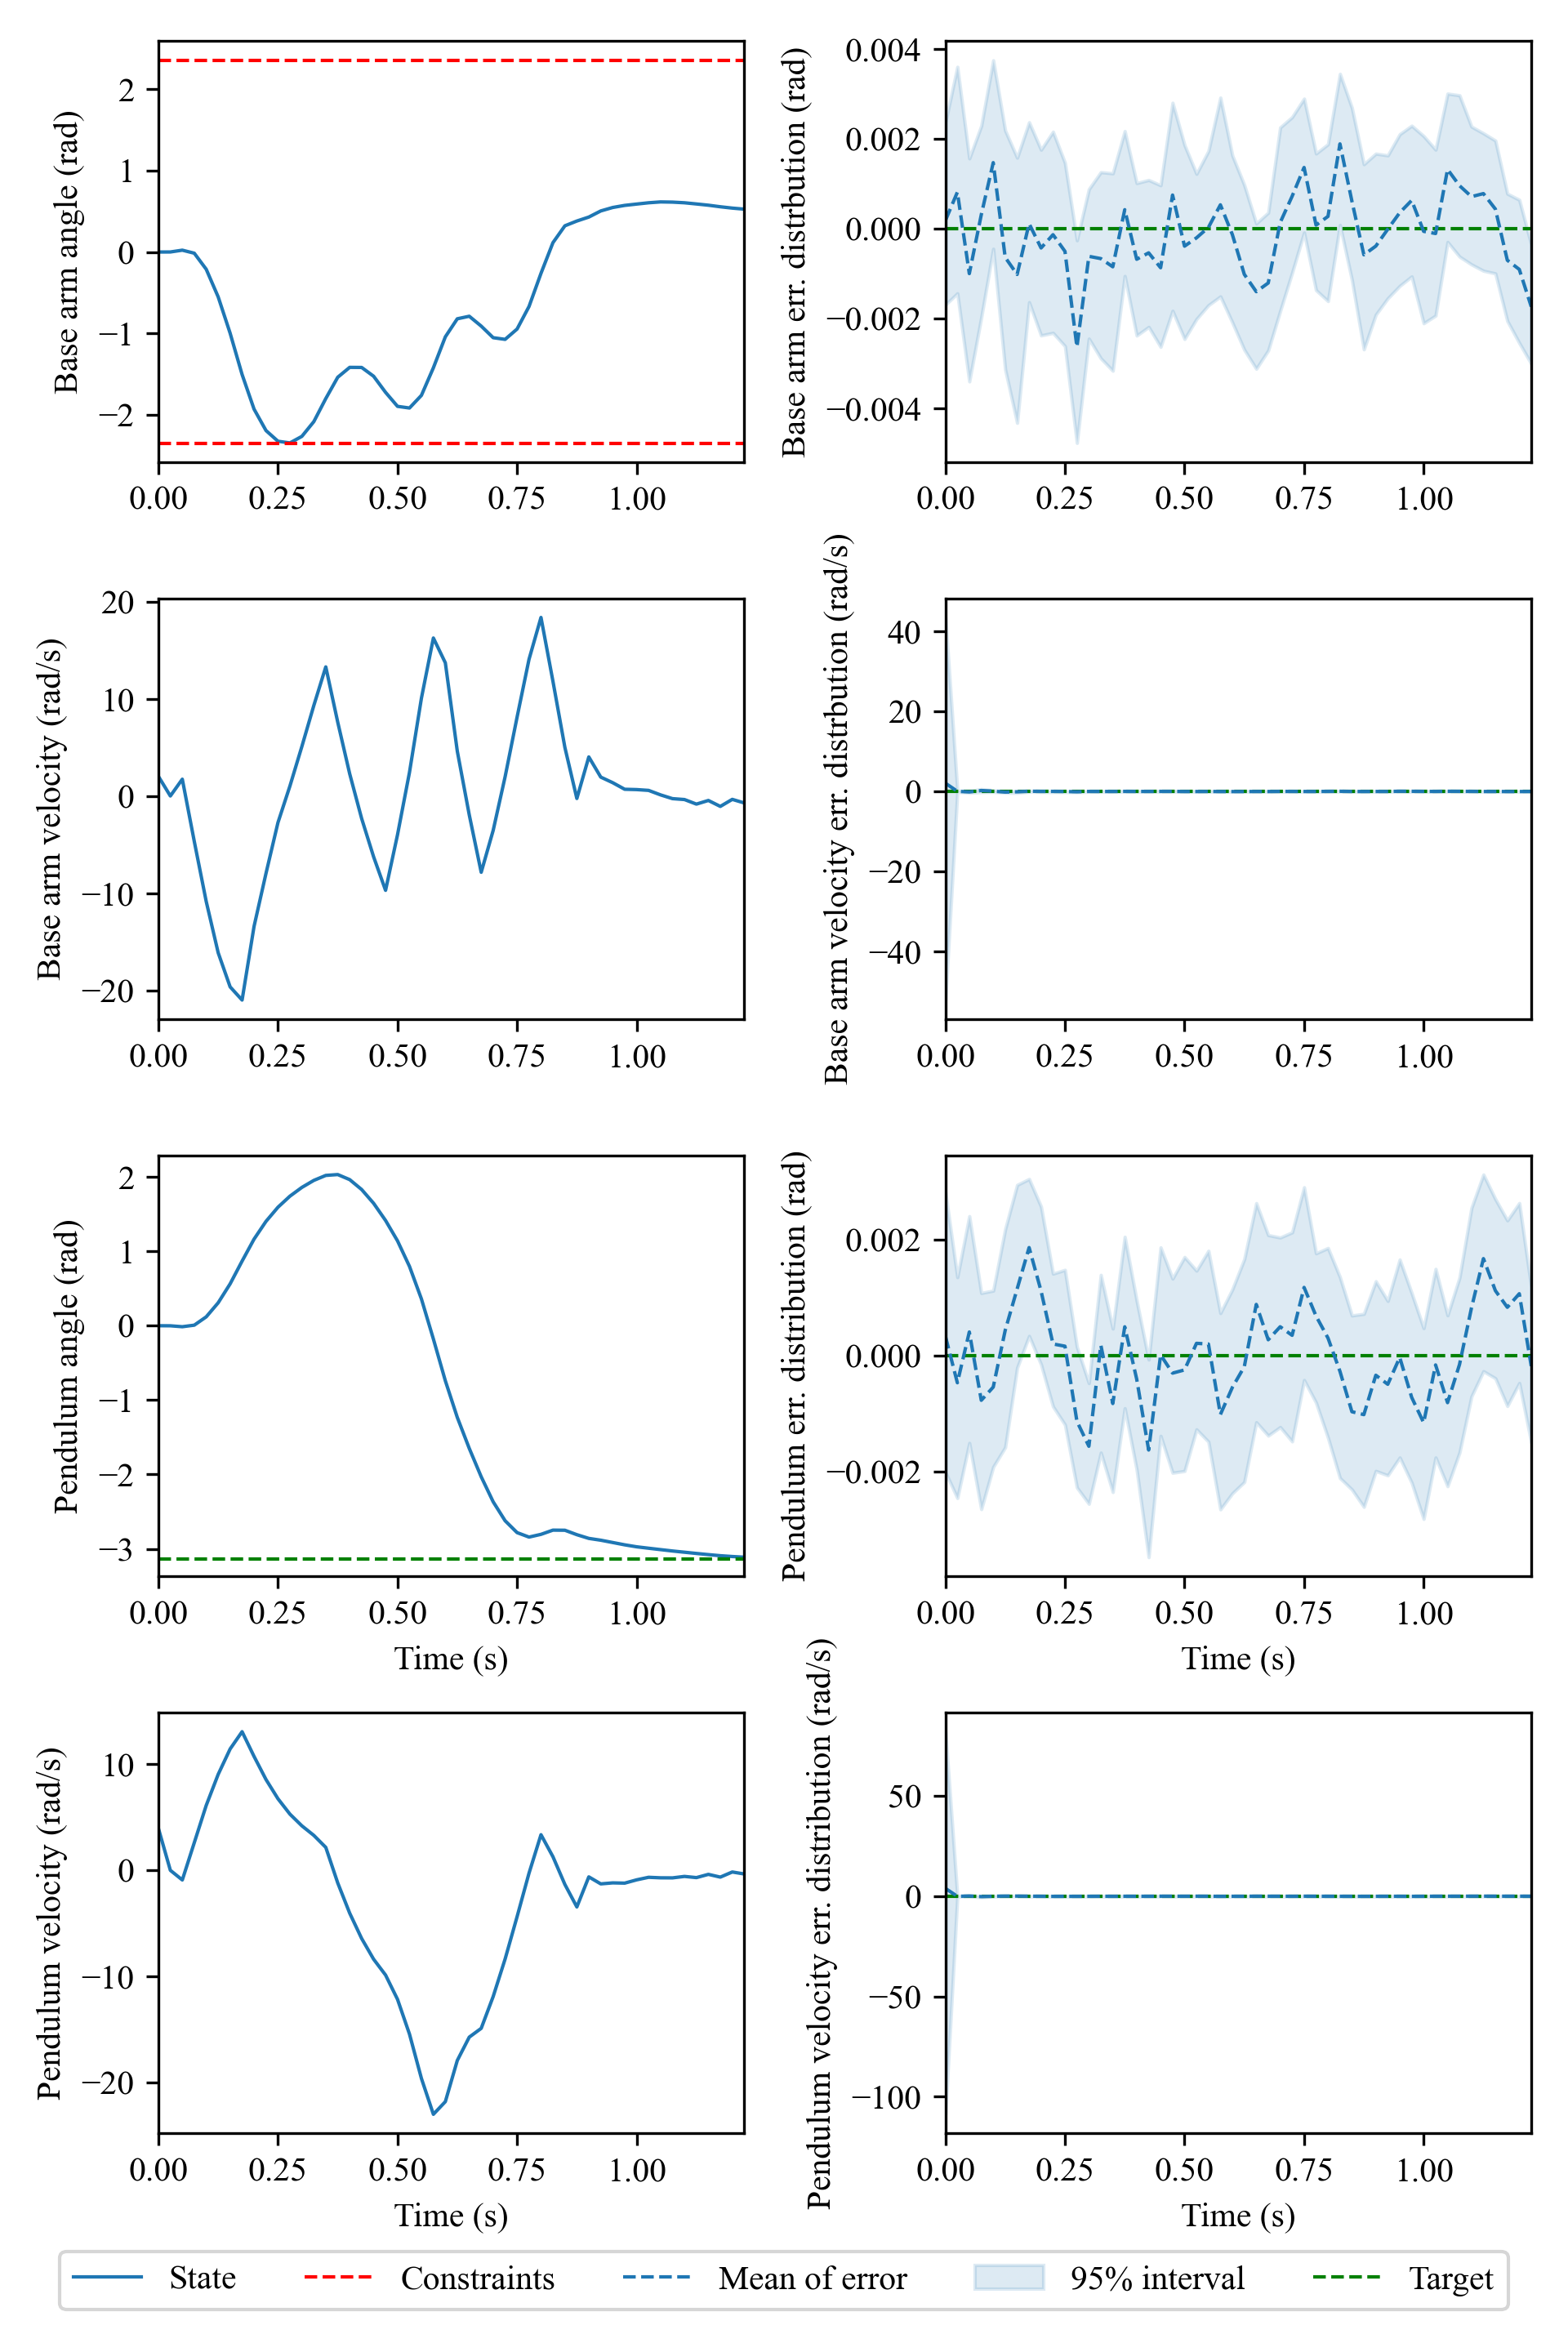 Base arm angle (rad)
2
1
0
−1
−2
0.00 0.25 0.50 0.75 1.00
Base arm err. distrbution (rad)
0.004
0.002
0.000
−0.002
−0.004
0.00 0.25 0.50 0.75 1.00
Base arm velocity (rad/s)
20
10
0
−10
−20
0.00 0.25 0.50 0.75 1.00
Base arm velocity err. distrbution (rad/s)
40
20
0
−20
−40
0.00 0.25 0.50 0.75 1.00
Pendulum angle (rad)
2
1
0
−1
−2
−3
0.00 0.25 0.50 0.75 1.00
Time (s)
Pendulum err. distribution (rad)
0.002
0.000
−0.002
0.00 0.25 0.50 0.75 1.00
Time (s)
Pendulum velocity (rad/s)
10
0
−10
−20
0.00 0.25 0.50 0.75 1.00
Time (s)
Pendulum velocity err. distribution (rad/s)
50
0
−50
−100
0.00 0.25 0.50 0.75 1.00
Time (s)
State Constraints Mean of error 95% interval Target